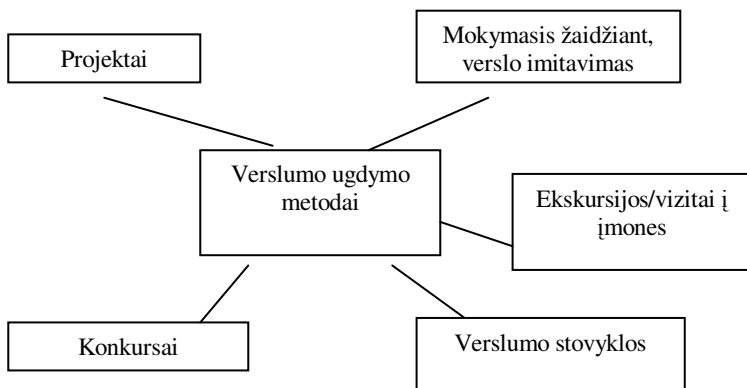 Projektai
Mokymasis žaidžiant,
verslo imitavimas
Verslumo ugdymo
metodai
Ekskursijos/vizitai į
įmones
Konkursai
Verslumo stovyklos